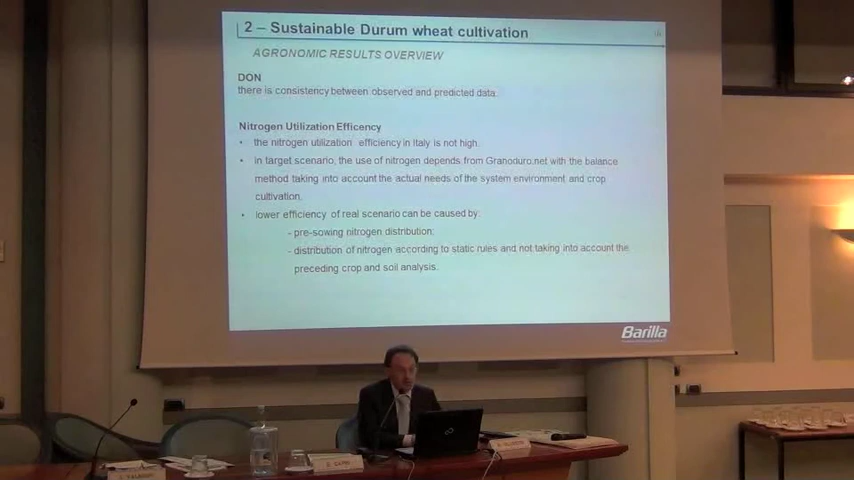 2 – Sustainable Durum wheat cultivation
AGRONOMIC RESULTS OVERVIEW
DON
there is consistency between observed and predicted data.
Nitrogen Utilization Efficency
• the nitrogen utilization efficiency in Italy is not high.
• in target scenario, the use of nitrogen depends from Granoduro.net with the balance
method taking into account the actual needs of the system environment and crop
cultivation.
• lower efficiency of real scenario can be caused by:
- pre-sowing nitrogen distribution;
- distribution of nitrogen according to static rules and not taking into account the
preceding crop and soil analysis.
Barilla